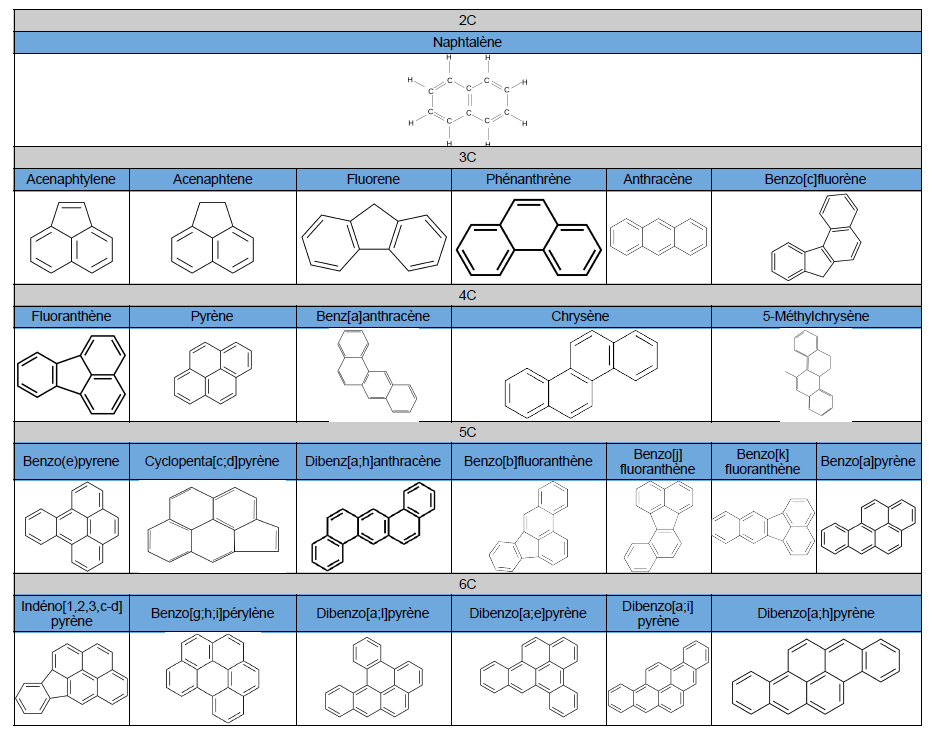 2C
Naphtalène
H H
H C C H
C C C
C C C
H C C H
H H
3C
Acenaphtylene Acenaphtene Fluorene Phénanthrène Anthracène Benzo[c]fluorène
4C
Fluoranthène Pyrène Benz[a]anthracène Chrysène 5-Méthylchrysène
5C
Benzo(e)pyrene Cyclopenta[c;d]pyrène Dibenz[a;h]anthracène Benzo[b]fluoranthène Benzo[j] fluoranthène Benzo[k] fluoranthène Benzo[a]pyrène
6C
Indéno[1,2,3,c-d] pyrène Benzo[g;h;i]pérylène Dibenzo[a;l]pyrène Dibenzo[a;e]pyrène Dibenzo[a;i] pyrène Dibenzo[a;h]pyrène